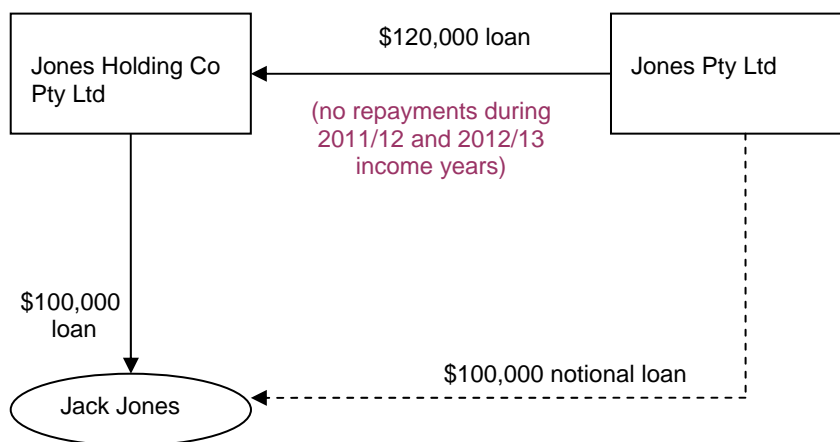 $120,000 loan
Jones Holding Co
Pty Ltd
Jones Pty Ltd
(no repayments during
2011/12 and 2012/13
income years)
$100,000
loan
$100,000 notional loan
Jack Jones